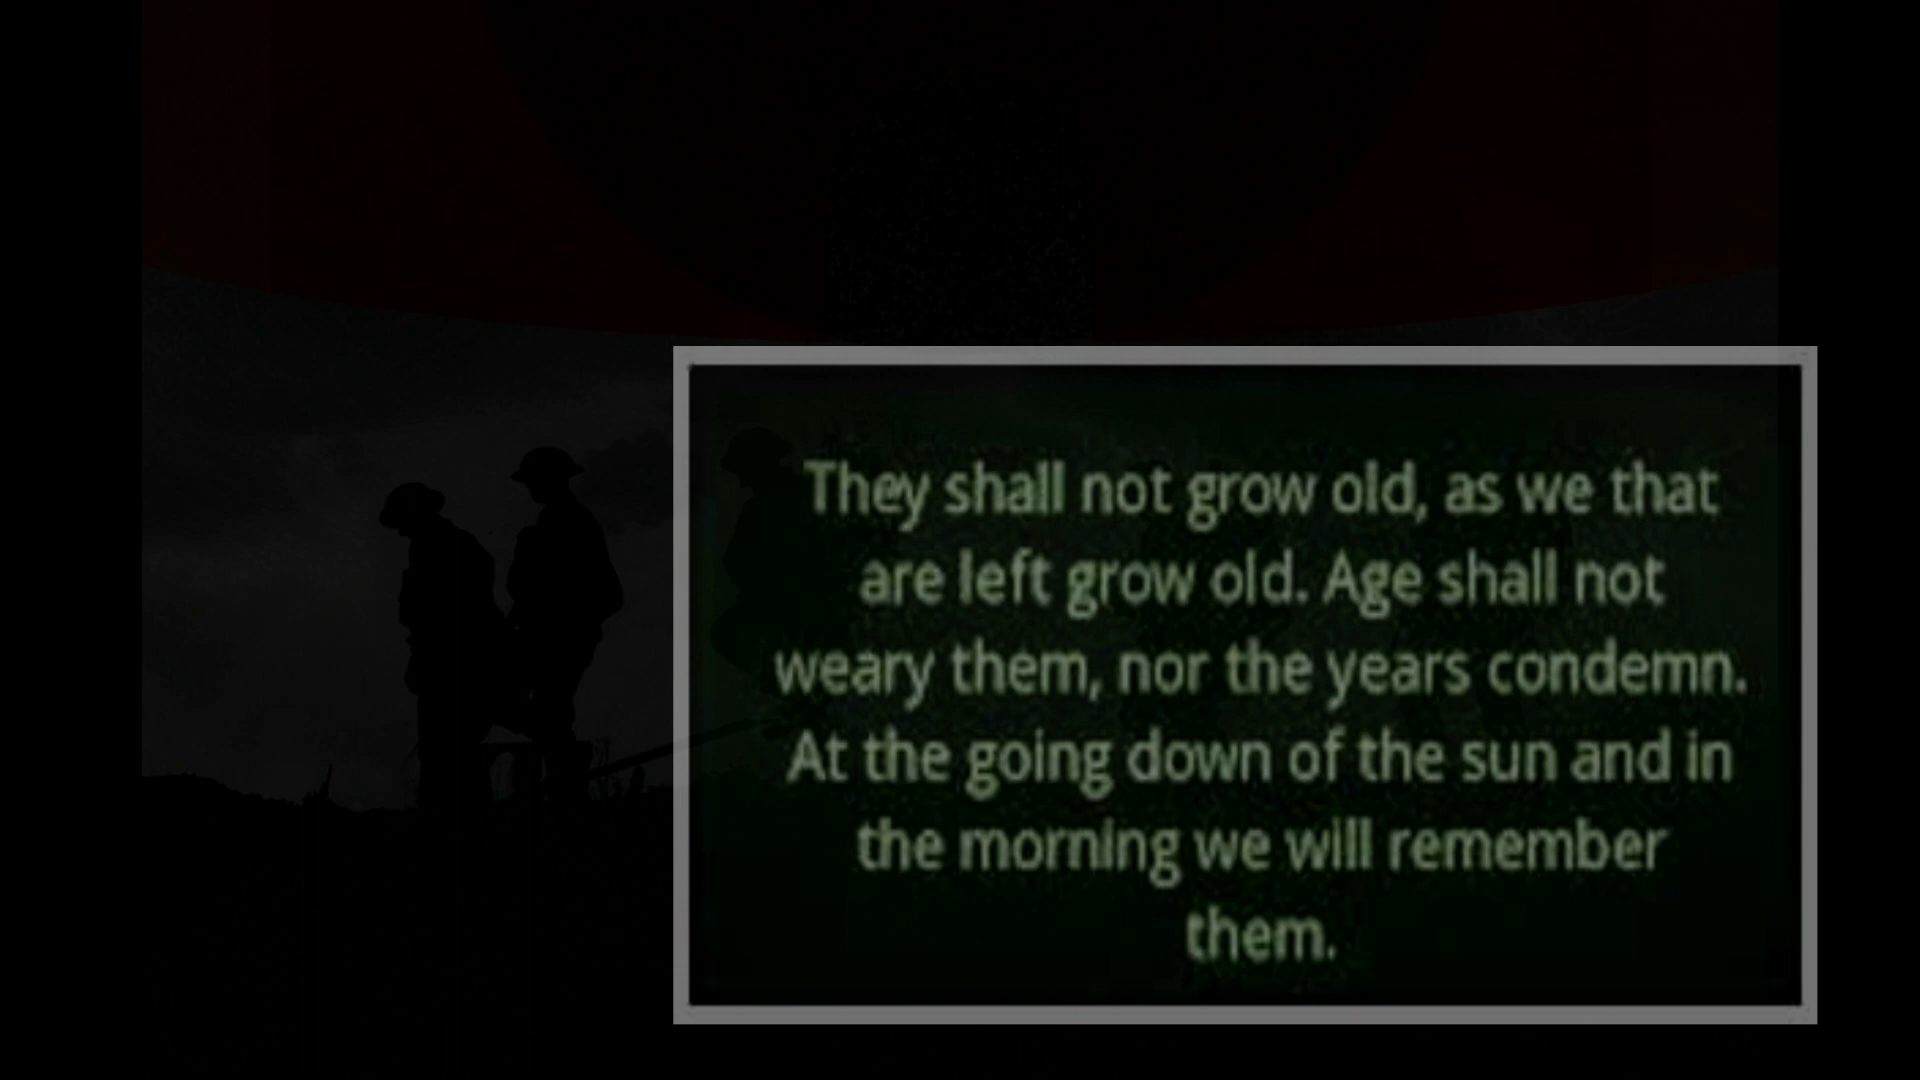 They shall not grow old, as we that
are left grow old. Age shall not
weary them, nor the years condemn.
At the going down of the sun and in
the morning we will remember
them.